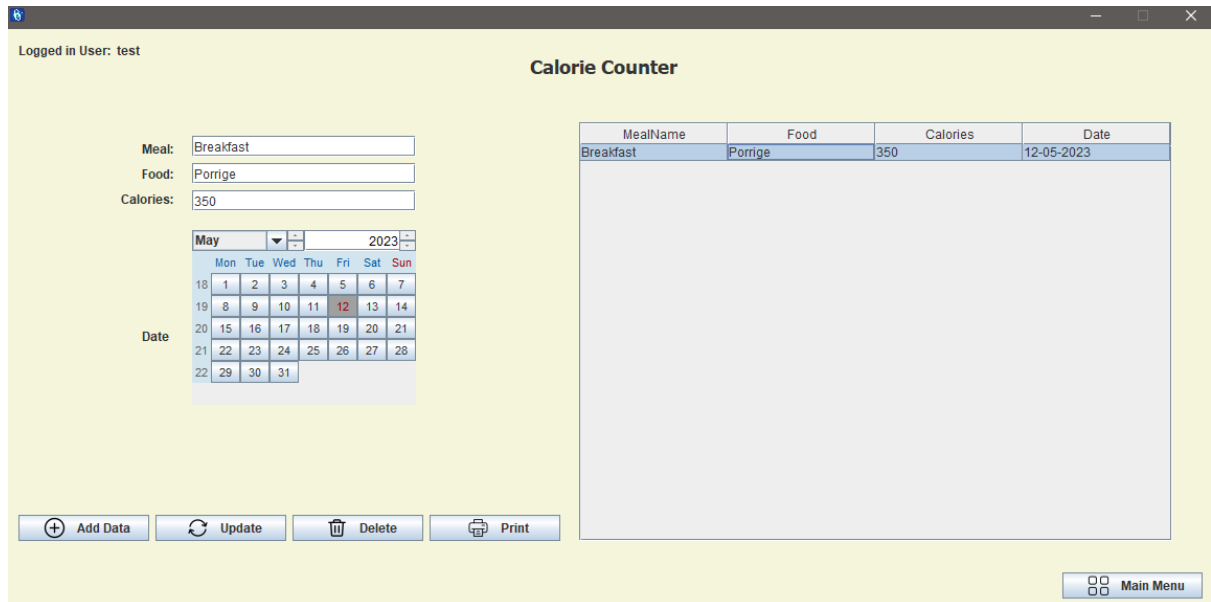 Logged in User: test
Calorie Counter
Meal: Breakfast
Food: Porrige
Calories: 350
May 2023
Mon Tue Wed Thu Fri Sat Sun
18 1 2 3 4 5 6 7
19 8 9 10 11 12 13 14
20 15 16 17 18 19 20 21
21 22 23 24 25 26 27 28
22 29 30 31
Date
MealName Food Calories Date
Breakfast Porrige 350 12-05-2023
Add Data Update Delete Print
Main Menu